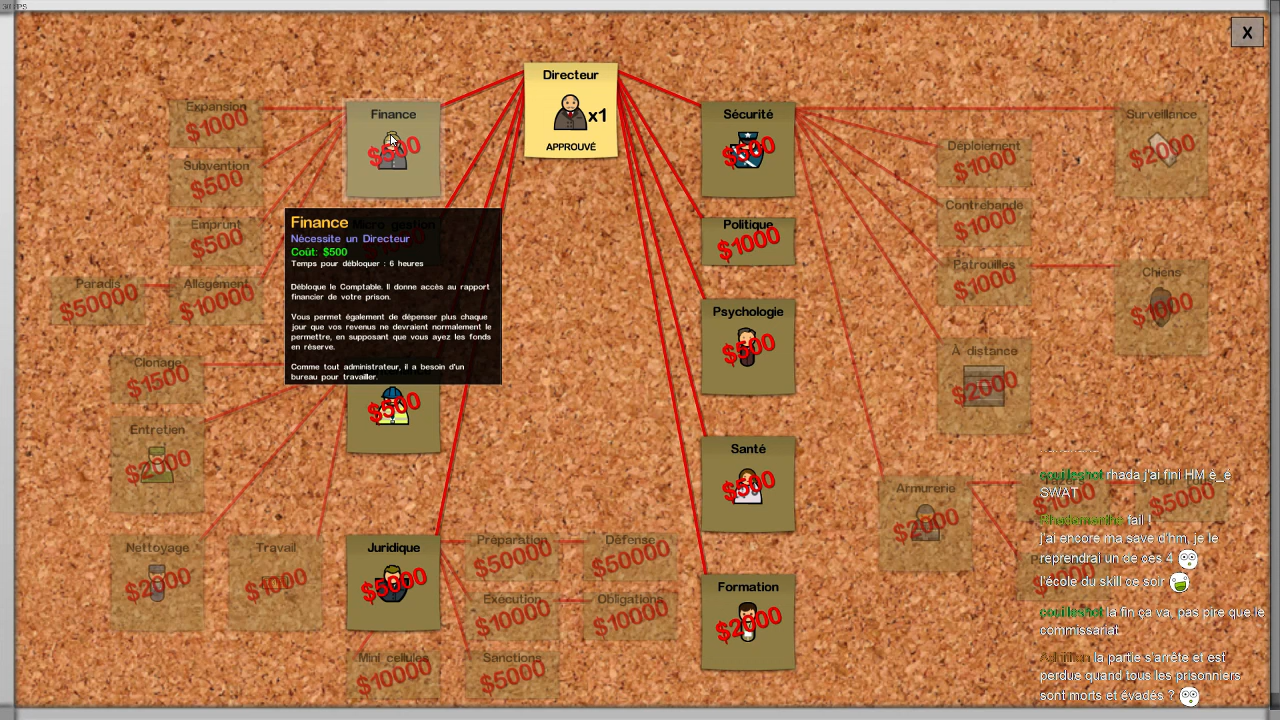 X
Directeur
x1
APPROUVÉ
Expansion
$1000
Subvention
$500
Emprunt
$500
Paradis
$50000
Allègement
$10000
Finance
$500
Micro gestion
Finance
Nécessite un Directeur
Coût: $500
Temps pour débloquer : 6 heures
Débloque le Comptable. Il donne accès au rapport
financier de votre prison.
Vous permet également de dépenser plus chaque
jour que vos revenus ne devraient normalement le
permettre, en supposant que vous ayez les fonds
en réserve.
Comme tout administrateur, il a besoin d'un
bureau pour travailler.
$500
Clonage
$1500
Entretien
$2000
Nettoyage
$2000
Travail
$1000
Juridique
$5000
Préparation
$50000
Défense
$50000
Exécution
$10000
Obligations
$10000
Mini cellules
$10000
Sanctions
$5000
Sécurité
$500
Politique
$1000
Psychologie
$500
Santé
$500
Formation
$2000
Surveillance
$2000
Déploiement
$1000
Contrebande
$1000
Patrouilles
$1000
Chiens
$1000
À distance
$2000
Armurerie
$2000
$1000
$5000
couilleshot rhada j'ai fini HM è_é
SWAT
Rhadamanthe fail !
j'ai encore ma save d'hm, je le
reprendrai un de ces 4
l'école du skill ce soir
couilleshot la fin ça va, pas pire que le
commissariat
la partie s'arrête et est
perdue quand tous les prisonniers
sont morts et évadés ?